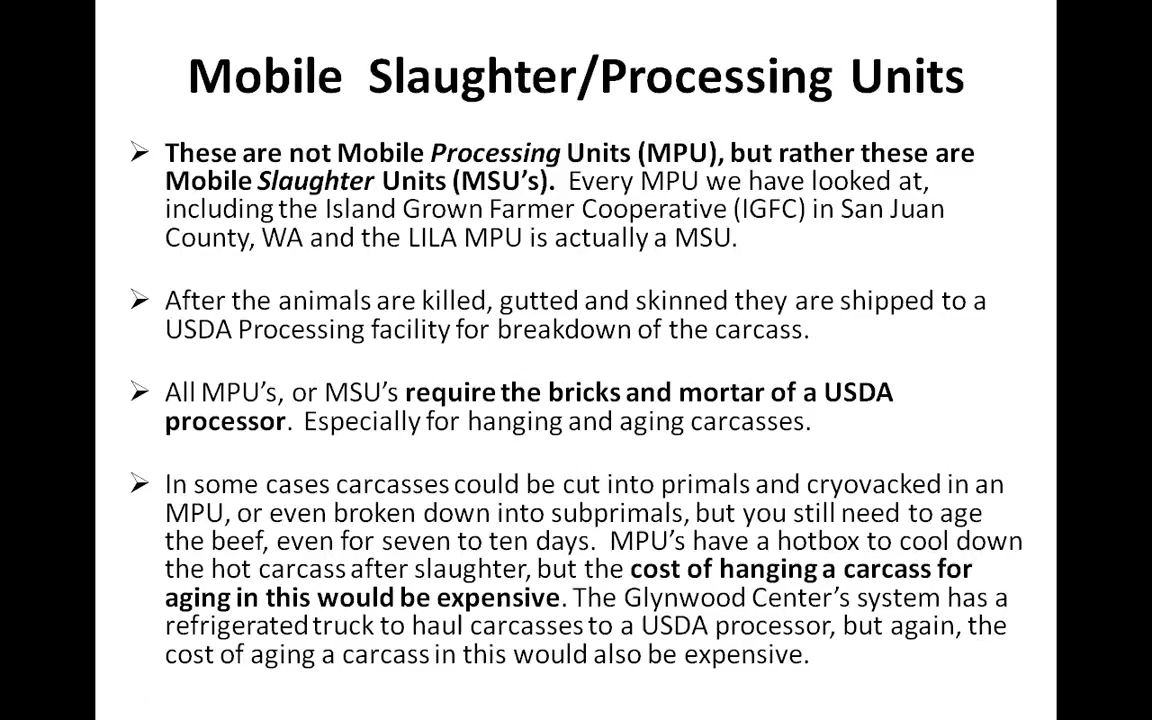 Mobile Slaughter/Processing Units
These are not Mobile Processing Units (MPU), but rather these are
Mobile Slaughter Units (MSU's). Every MPU we have looked at,
including the Island Grown Farmer Cooperative (IGFC) in San Juan
County, WA and the LILA MPU is actually a MSU.
After the animals are killed, gutted and skinned they are shipped to a
USDA Processing facility for breakdown of the carcass.
All MPU's, or MSU's require the bricks and mortar of a USDA
processor. Especially for hanging and aging carcasses.
In some cases carcasses could be cut into primals and cryovacked in an
MPU, or even broken down into subprimals, but you still need to age
the beef, even for seven to ten days. MPU's have a hotbox to cool down
the hot carcass after slaughter, but the cost of hanging a carcass for
aging in this would be expensive. The Glynwood Center's system has a
refrigerated truck to haul carcasses to a USDA processor, but again, the
cost of aging a carcass in this would also be expensive.